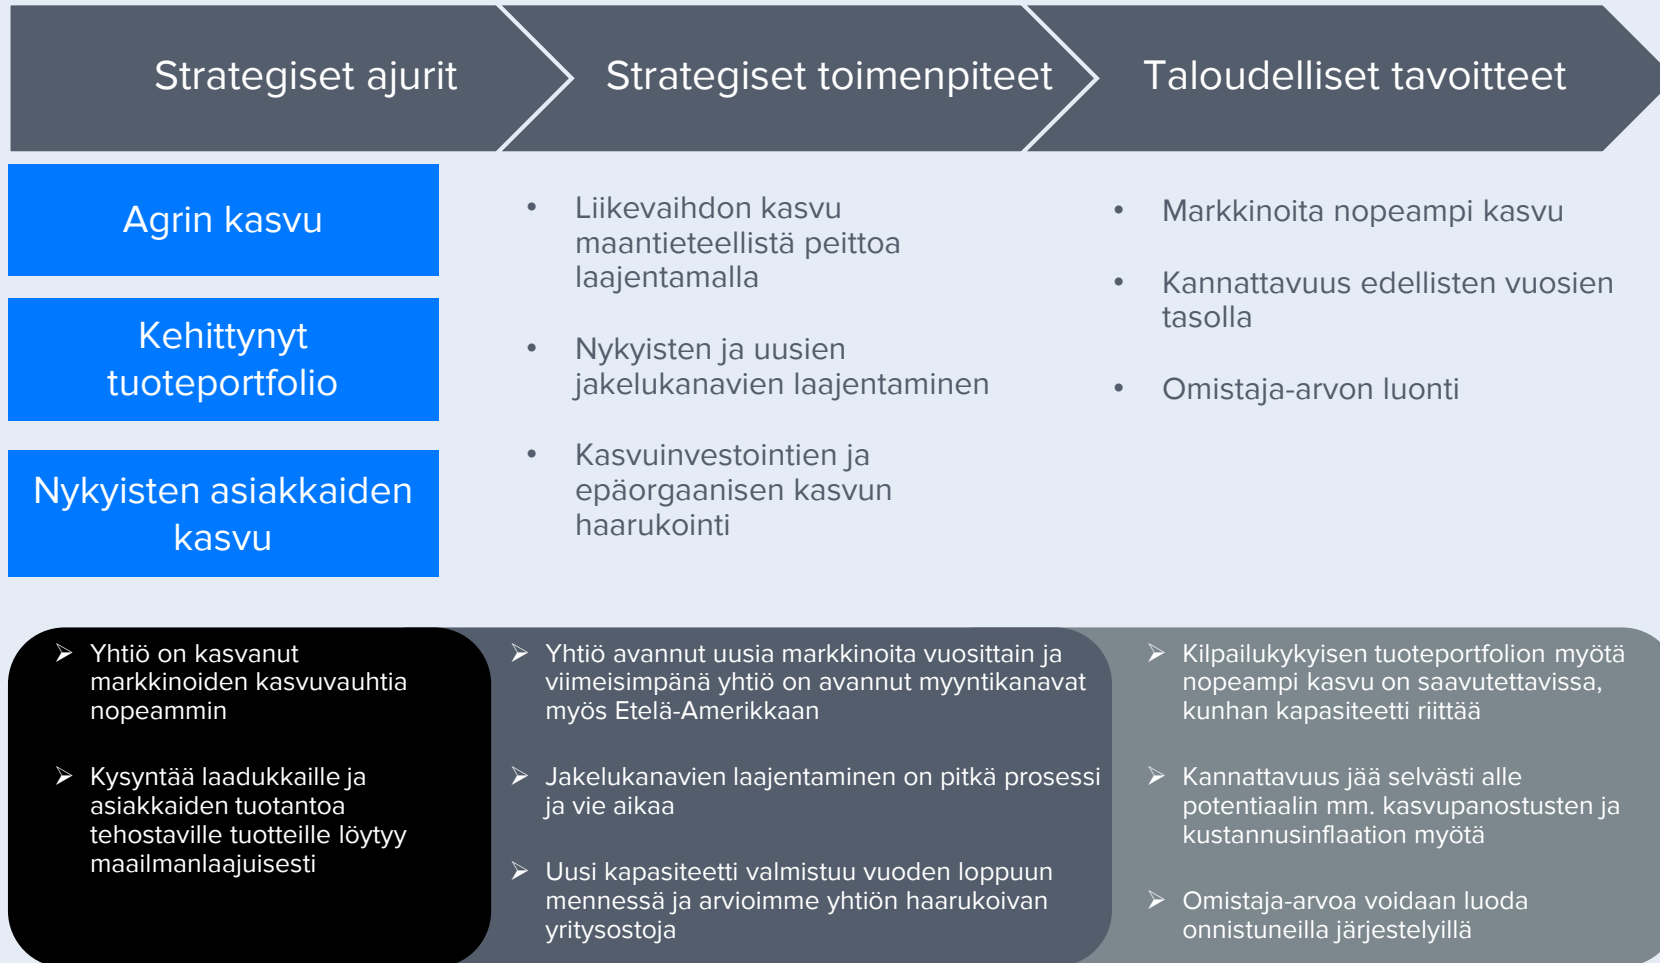 Strategiset ajurit
Strategiset toimenpiteet
Taloudelliset tavoitteet
Agrin kasvu
Kehittynyt
tuoteportfolio
Nykyisten asiakkaiden
kasvu
• Liikevaihdon kasvu
maantieteellistä peittoa
laajentamalla
• Nykyisten ja uusien
jakelukanavien laajentaminen
• Kasvuinvestointien ja
epäorgaanisen kasvun
haarukointi
• Markkinoita nopeampi kasvu
• Kannattavuus edellisten vuosien
tasolla
• Omistaja-arvon luonti
➢ Yhtiö on kasvanut
markkinoiden kasvuvauhtia
nopeammin
➢ Kysyntää laadukkaille ja
asiakkaiden tuotantoa
tehostaville tuotteille löytyy
maailmanlaajuisesti
➢ Yhtiö avannut uusia markkinoita vuosittain ja
viimeisimpänä yhtiö on avannut myyntikanavat
myös Etelä-Amerikkaan
➢ Jakelukanavien laajentaminen on pitkä prosessi
ja vie aikaa
➢ Uusi kapasiteetti valmistuu vuoden loppuun
mennessä ja arvioimme yhtiön haarukoivan
yritysostoja
➢ Kilpailukykyisen tuoteportfolion myötä
nopeampi kasvu on saavutettavissa,
kunhan kapasiteetti riittää
➢ Kannattavuus jää selvästi alle
potentiaalin mm. kasvupanostusten ja
kustannusinflaation myötä
➢ Omistaja-arvoa voidaan luoda
onnistuneilla järjestelyillä